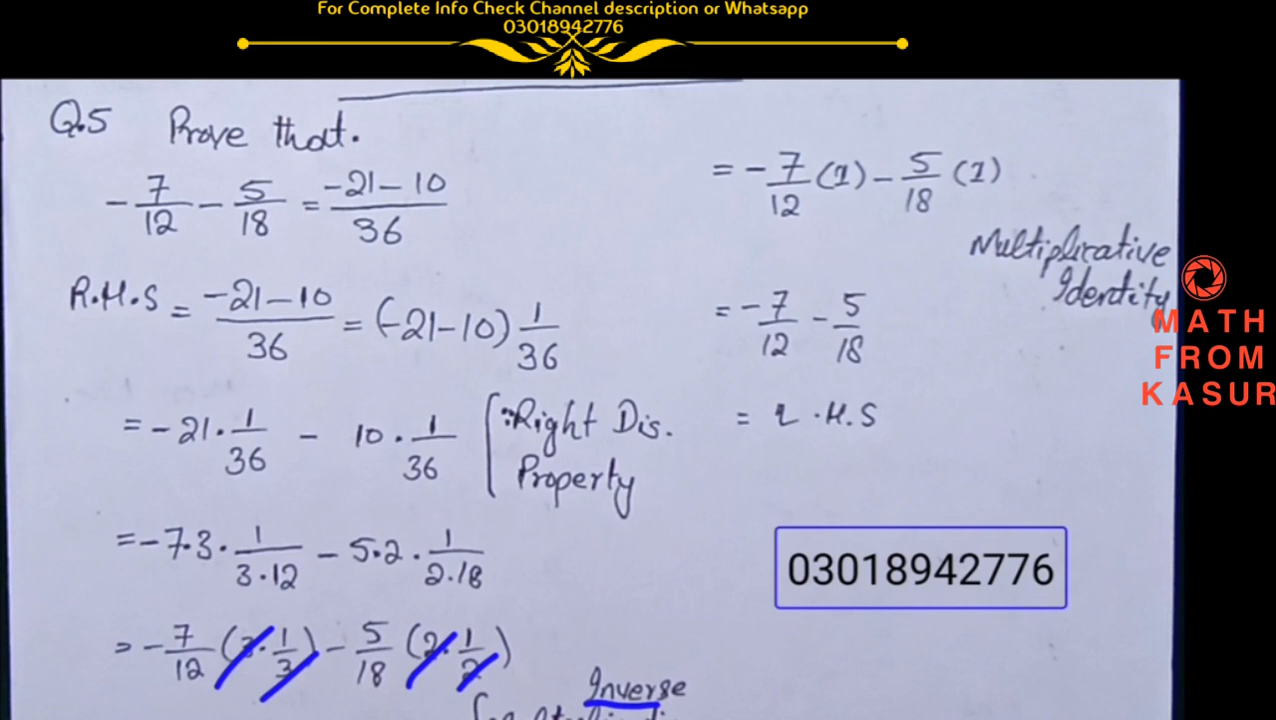 For Complete Info Check Channel description or Whatsapp
03018942776
Q.5 Prove that.
-7/12 - 5/18 = -21-10/36
R.H.S = -21-10/36 = (-21-10) 1/36
= -21 . 1/36 - 10 . 1/36 [∵ Right Dis.
Property
= -7.3 . 1/3.12 - 5.2 . 1/2.18
= -7/12 (3 . 1/3) - 5/18 (2 . 1/2)
Inverse
= -7/12 (1) - 5/18 (1)
Multiplicative
Identity
= -7/12 - 5/18
= L.H.S
03018942776
MATH
FROM
KASUR